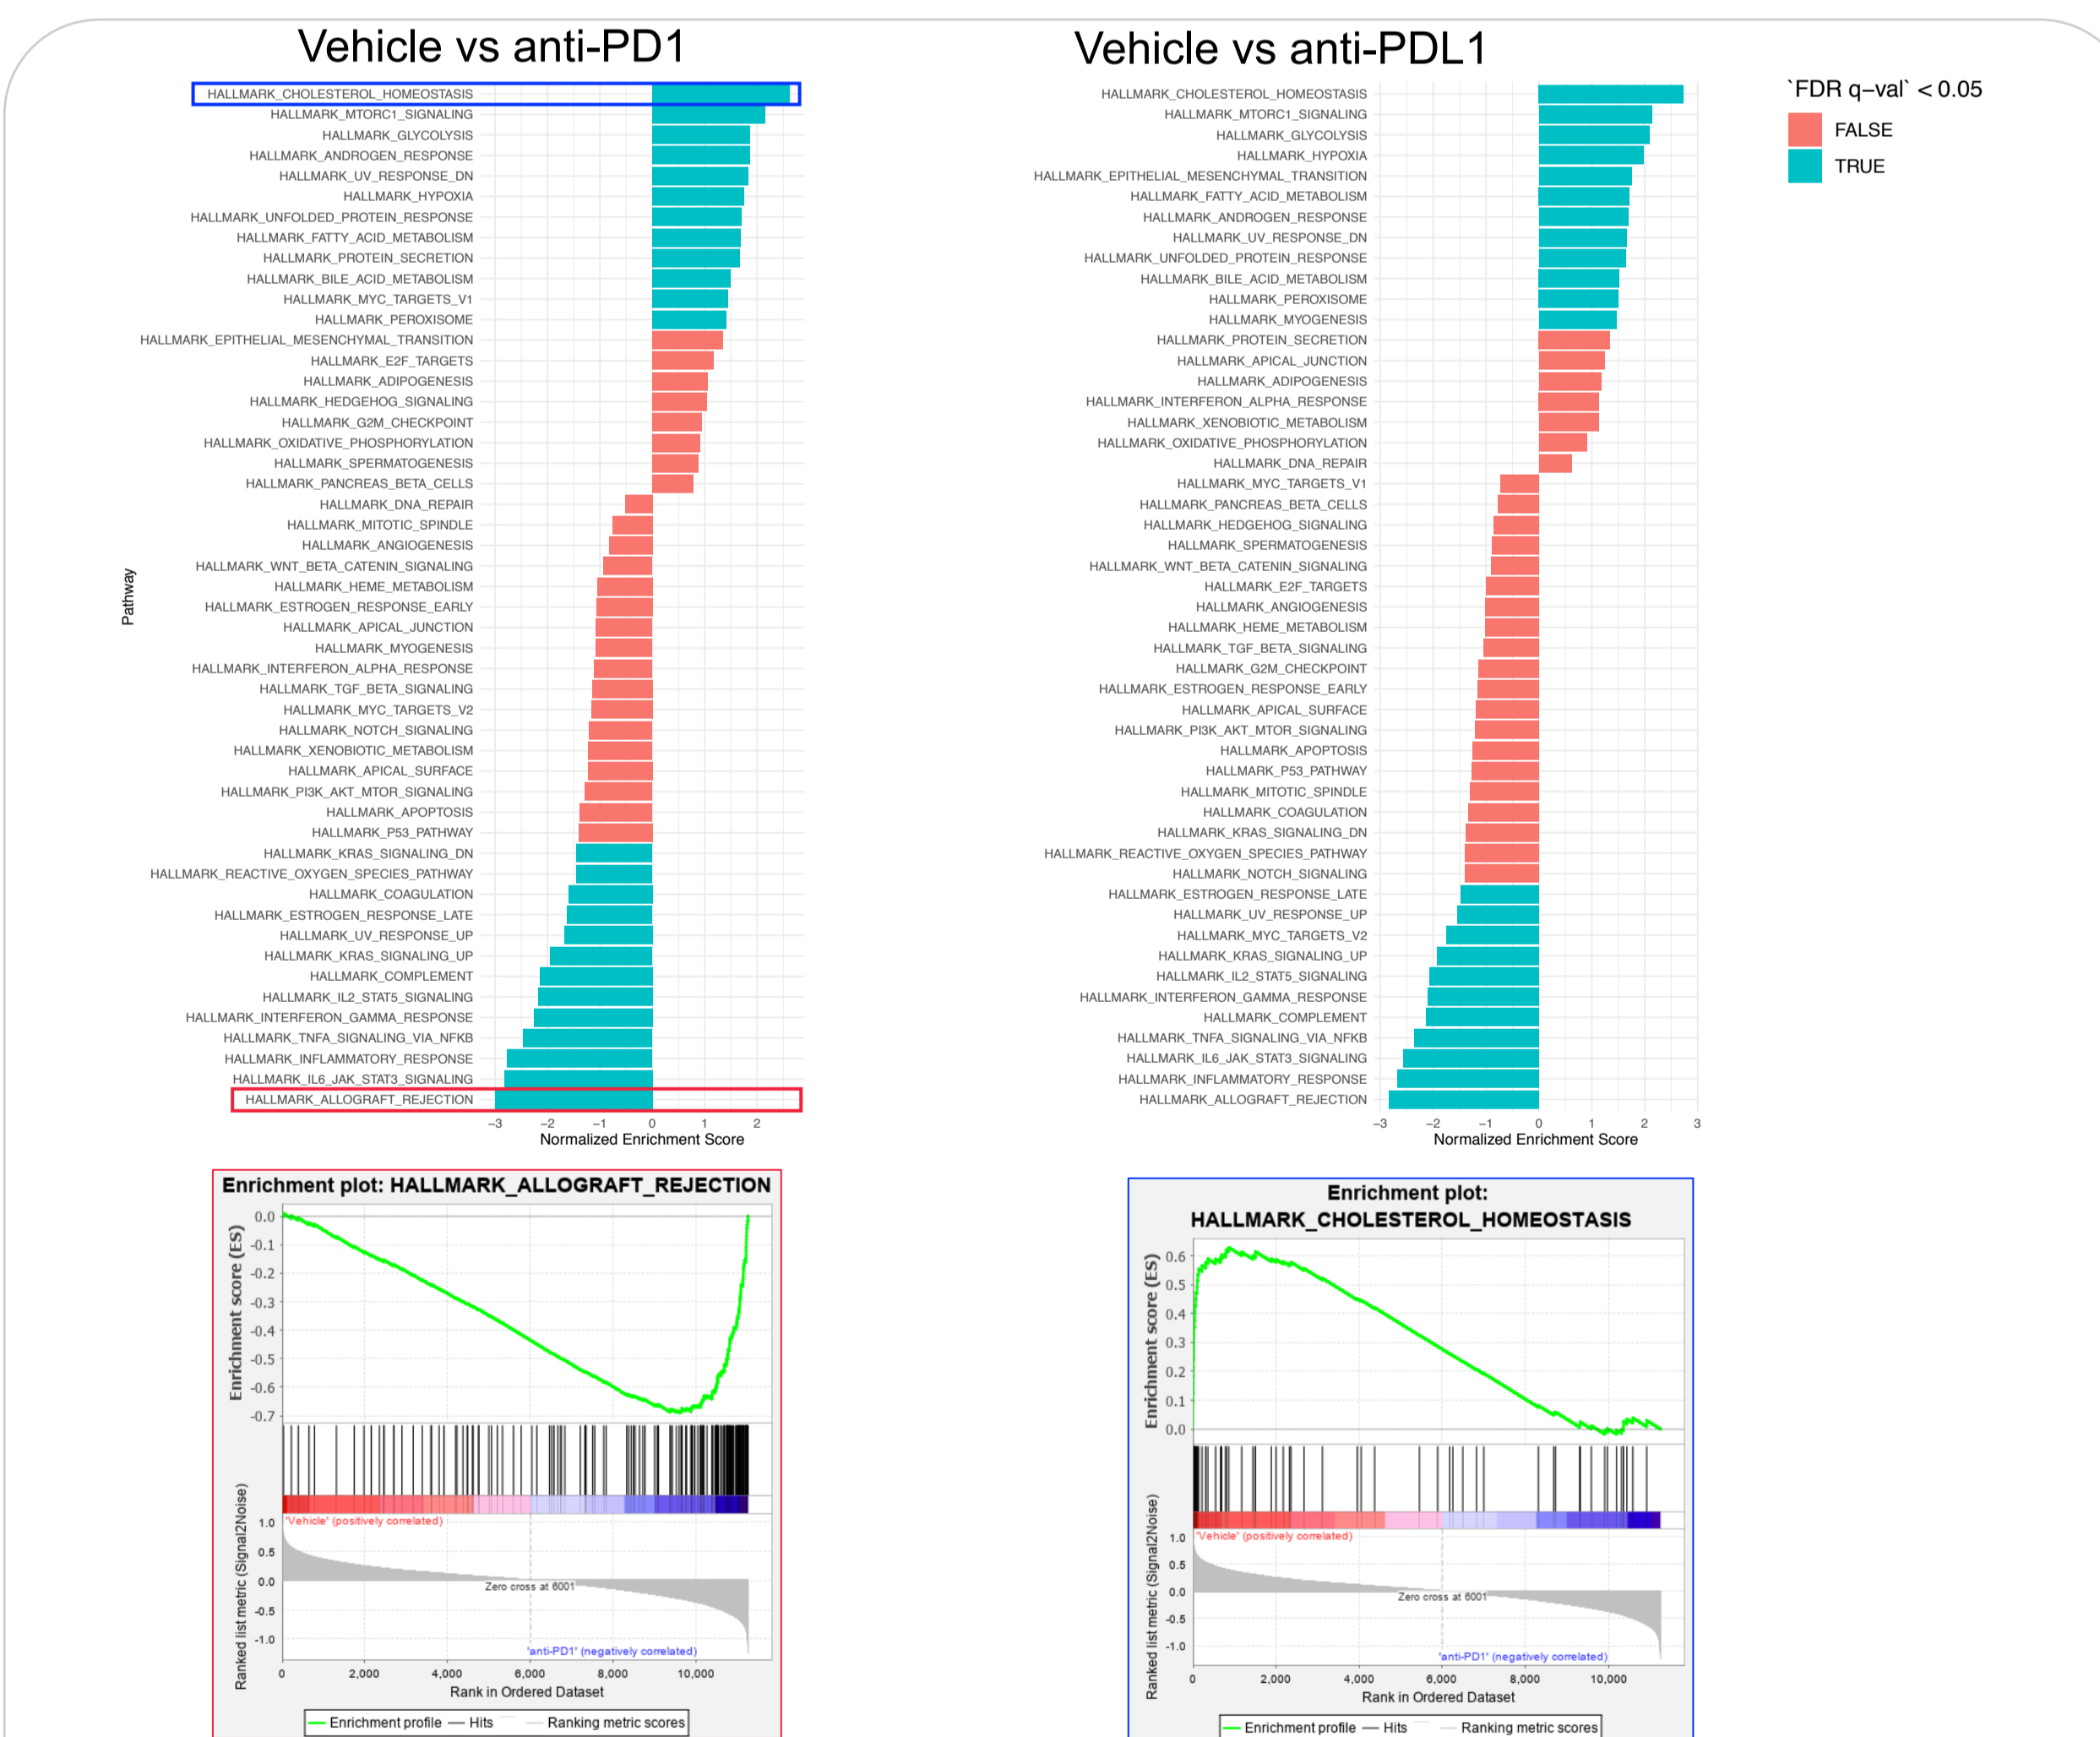 Vehicle vs anti-PD1
HALLMARK_CHOLESTEROL_HOMEOSTASIS
HALLMARK_MTORC1_SIGNALING
HALLMARK_GLYCOLYSIS
HALLMARK_ANDROGEN_RESPONSE
HALLMARK_UV_RESPONSE_DN
HALLMARK_HYPOXIA
HALLMARK_UNFOLDED_PROTEIN_RESPONSE
HALLMARK_FATTY_ACID_METABOLISM
HALLMARK_PROTEIN_SECRETION
HALLMARK_BILE_ACID_METABOLISM
HALLMARK_MYC_TARGETS_V1
HALLMARK_PEROXISOME
HALLMARK_EPITHELIAL_MESENCHYMAL_TRANSITION
HALLMARK_E2F_TARGETS
HALLMARK_ADIPOGENESIS
HALLMARK_HEDGEHOG_SIGNALING
HALLMARK_G2M_CHECKPOINT
HALLMARK_OXIDATIVE_PHOSPHORYLATION
HALLMARK_SPERMATOGENESIS
HALLMARK_PANCREAS_BETA_CELLS
HALLMARK_DNA_REPAIR
HALLMARK_MITOTIC_SPINDLE
HALLMARK_ANGIOGENESIS
HALLMARK_WNT_BETA_CATENIN_SIGNALING
HALLMARK_HEME_METABOLISM
HALLMARK_ESTROGEN_RESPONSE_EARLY
HALLMARK_APICAL_JUNCTION
HALLMARK_MYOGENESIS
HALLMARK_INTERFERON_ALPHA_RESPONSE
HALLMARK_TGF_BETA_SIGNALING
HALLMARK_MYC_TARGETS_V2
HALLMARK_NOTCH_SIGNALING
HALLMARK_XENOBIOTIC_METABOLISM
HALLMARK_APICAL_SURFACE
HALLMARK_PI3K_AKT_MTOR_SIGNALING
HALLMARK_APOPTOSIS
HALLMARK_P53_PATHWAY
HALLMARK_KRAS_SIGNALING_DN
HALLMARK_REACTIVE_OXYGEN_SPECIES_PATHWAY
HALLMARK_COAGULATION
HALLMARK_ESTROGEN_RESPONSE_LATE
HALLMARK_UV_RESPONSE_UP
HALLMARK_KRAS_SIGNALING_UP
HALLMARK_COMPLEMENT
HALLMARK_IL2_STAT5_SIGNALING
HALLMARK_INTERFERON_GAMMA_RESPONSE
HALLMARK_TNFA_SIGNALING_VIA_NFKB
HALLMARK_INFLAMMATORY_RESPONSE
HALLMARK_IL6_JAK_STAT3_SIGNALING
HALLMARK_ALLOGRAFT_REJECTION
Pathway
−3 −2 −1 0 1 2
Normalized Enrichment Score
Vehicle vs anti-PDL1
HALLMARK_CHOLESTEROL_HOMEOSTASIS
HALLMARK_MTORC1_SIGNALING
HALLMARK_GLYCOLYSIS
HALLMARK_HYPOXIA
HALLMARK_EPITHELIAL_MESENCHYMAL_TRANSITION
HALLMARK_FATTY_ACID_METABOLISM
HALLMARK_ANDROGEN_RESPONSE
HALLMARK_UV_RESPONSE_DN
HALLMARK_UNFOLDED_PROTEIN_RESPONSE
HALLMARK_BILE_ACID_METABOLISM
HALLMARK_PEROXISOME
HALLMARK_MYOGENESIS
HALLMARK_PROTEIN_SECRETION
HALLMARK_APICAL_JUNCTION
HALLMARK_ADIPOGENESIS
HALLMARK_INTERFERON_ALPHA_RESPONSE
HALLMARK_XENOBIOTIC_METABOLISM
HALLMARK_OXIDATIVE_PHOSPHORYLATION
HALLMARK_DNA_REPAIR
HALLMARK_MYC_TARGETS_V1
HALLMARK_PANCREAS_BETA_CELLS
HALLMARK_HEDGEHOG_SIGNALING
HALLMARK_SPERMATOGENESIS
HALLMARK_WNT_BETA_CATENIN_SIGNALING
HALLMARK_E2F_TARGETS
HALLMARK_ANGIOGENESIS
HALLMARK_HEME_METABOLISM
HALLMARK_TGF_BETA_SIGNALING
HALLMARK_G2M_CHECKPOINT
HALLMARK_ESTROGEN_RESPONSE_EARLY
HALLMARK_APICAL_SURFACE
HALLMARK_PI3K_AKT_MTOR_SIGNALING
HALLMARK_APOPTOSIS
HALLMARK_P53_PATHWAY
HALLMARK_MITOTIC_SPINDLE
HALLMARK_COAGULATION
HALLMARK_KRAS_SIGNALING_DN
HALLMARK_REACTIVE_OXYGEN_SPECIES_PATHWAY
HALLMARK_NOTCH_SIGNALING
HALLMARK_ESTROGEN_RESPONSE_LATE
HALLMARK_UV_RESPONSE_UP
HALLMARK_MYC_TARGETS_V2
HALLMARK_KRAS_SIGNALING_UP
HALLMARK_IL2_STAT5_SIGNALING
HALLMARK_INTERFERON_GAMMA_RESPONSE
HALLMARK_COMPLEMENT
HALLMARK_TNFA_SIGNALING_VIA_NFKB
HALLMARK_IL6_JAK_STAT3_SIGNALING
HALLMARK_INFLAMMATORY_RESPONSE
HALLMARK_ALLOGRAFT_REJECTION
−3 −2 −1 0 1 2 3
Normalized Enrichment Score
`FDR q−val` < 0.05
FALSE
TRUE
Enrichment plot: HALLMARK_ALLOGRAFT_REJECTION
Enrichment score (ES)
0.0
-0.1
-0.2
-0.3
-0.4
-0.5
-0.6
-0.7
'Vehicle' (positively correlated)
Ranked list metric (Signal2Noise)
1.0
0.5
0.0
-0.5
-1.0
Zero cross at 6001
'anti-PD1' (negatively correlated)
0 2,000 4,000 6,000 8,000 10,000
Rank in Ordered Dataset
Enrichment profile Hits Ranking metric scores
Enrichment plot:
HALLMARK_CHOLESTEROL_HOMEOSTASIS
Enrichment score (ES)
0.6
0.5
0.4
0.3
0.2
0.1
0.0
'Vehicle' (positively correlated)
Ranked list metric (Signal2Noise)
1.0
0.5
0.0
-0.5
-1.0
Zero cross at 6001
'anti-PD1' (negatively correlated)
0 2,000 4,000 6,000 8,000 10,000
Rank in Ordered Dataset
Enrichment profile Hits Ranking metric scores